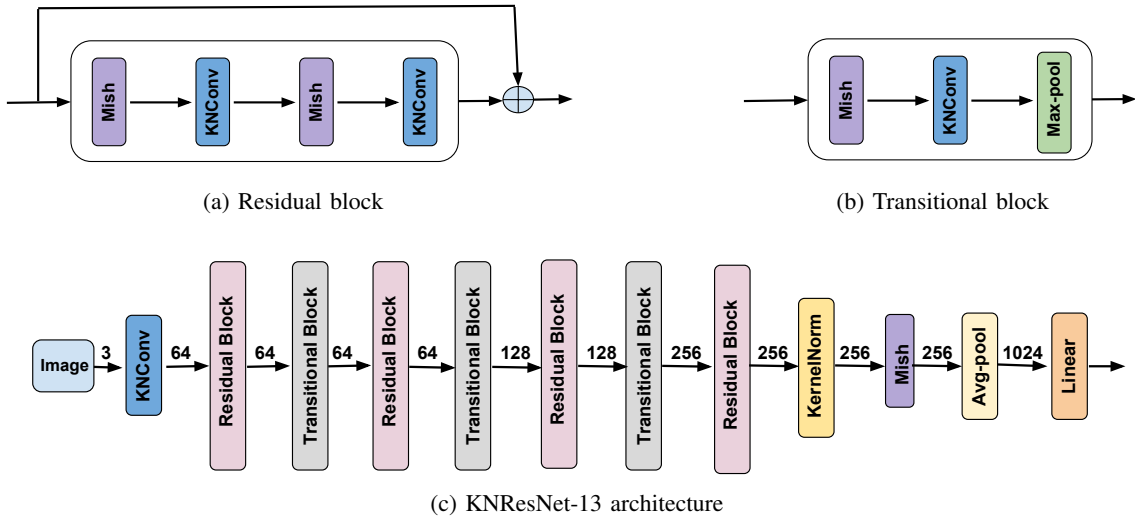 Mish
KNConv
Mish
KNConv
(a) Residual block
Mish
KNConv
Max-pool
(b) Transitional block
Image
3
KNConv
64
Residual Block
64
Transitional Block
64
Residual Block
64
Transitional Block
128
Residual Block
128
Transitional Block
256
Residual Block
256
KernelNorm
256
Mish
256
Avg-pool
1024
Linear
(c) KNResNet-13 architecture